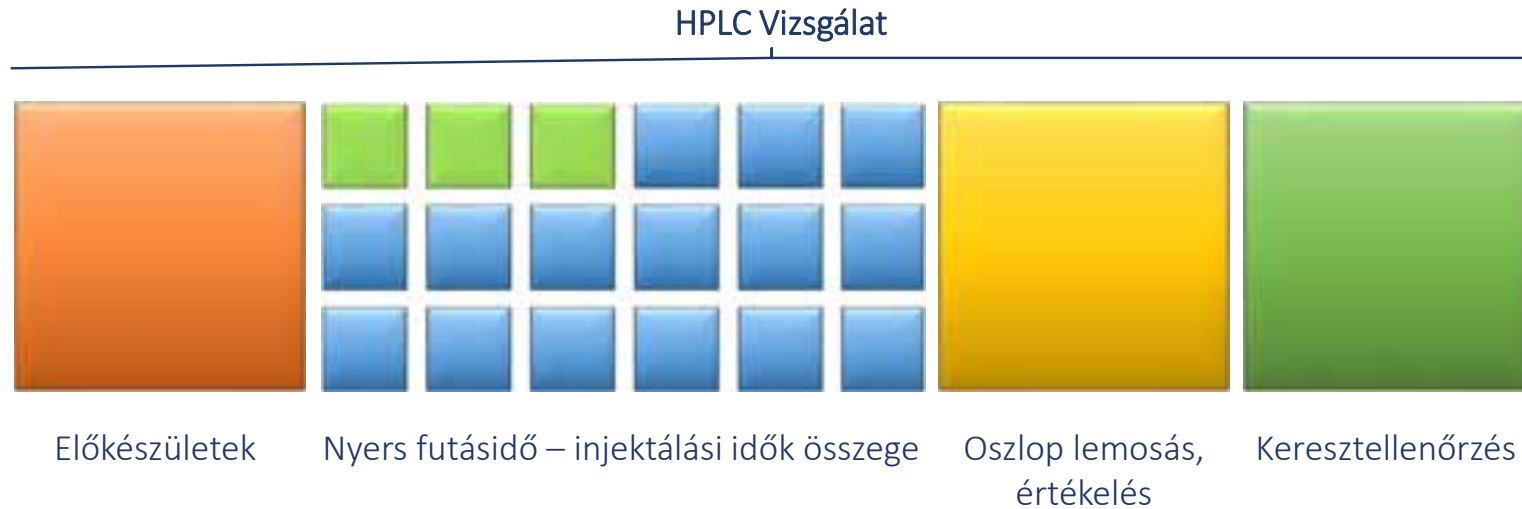 HPLC Vizsgálat
Előkészületek
Nyers futásidő – injektálási idők összege
Oszlop lemosás,
értékelés
Keresztellenőrzés